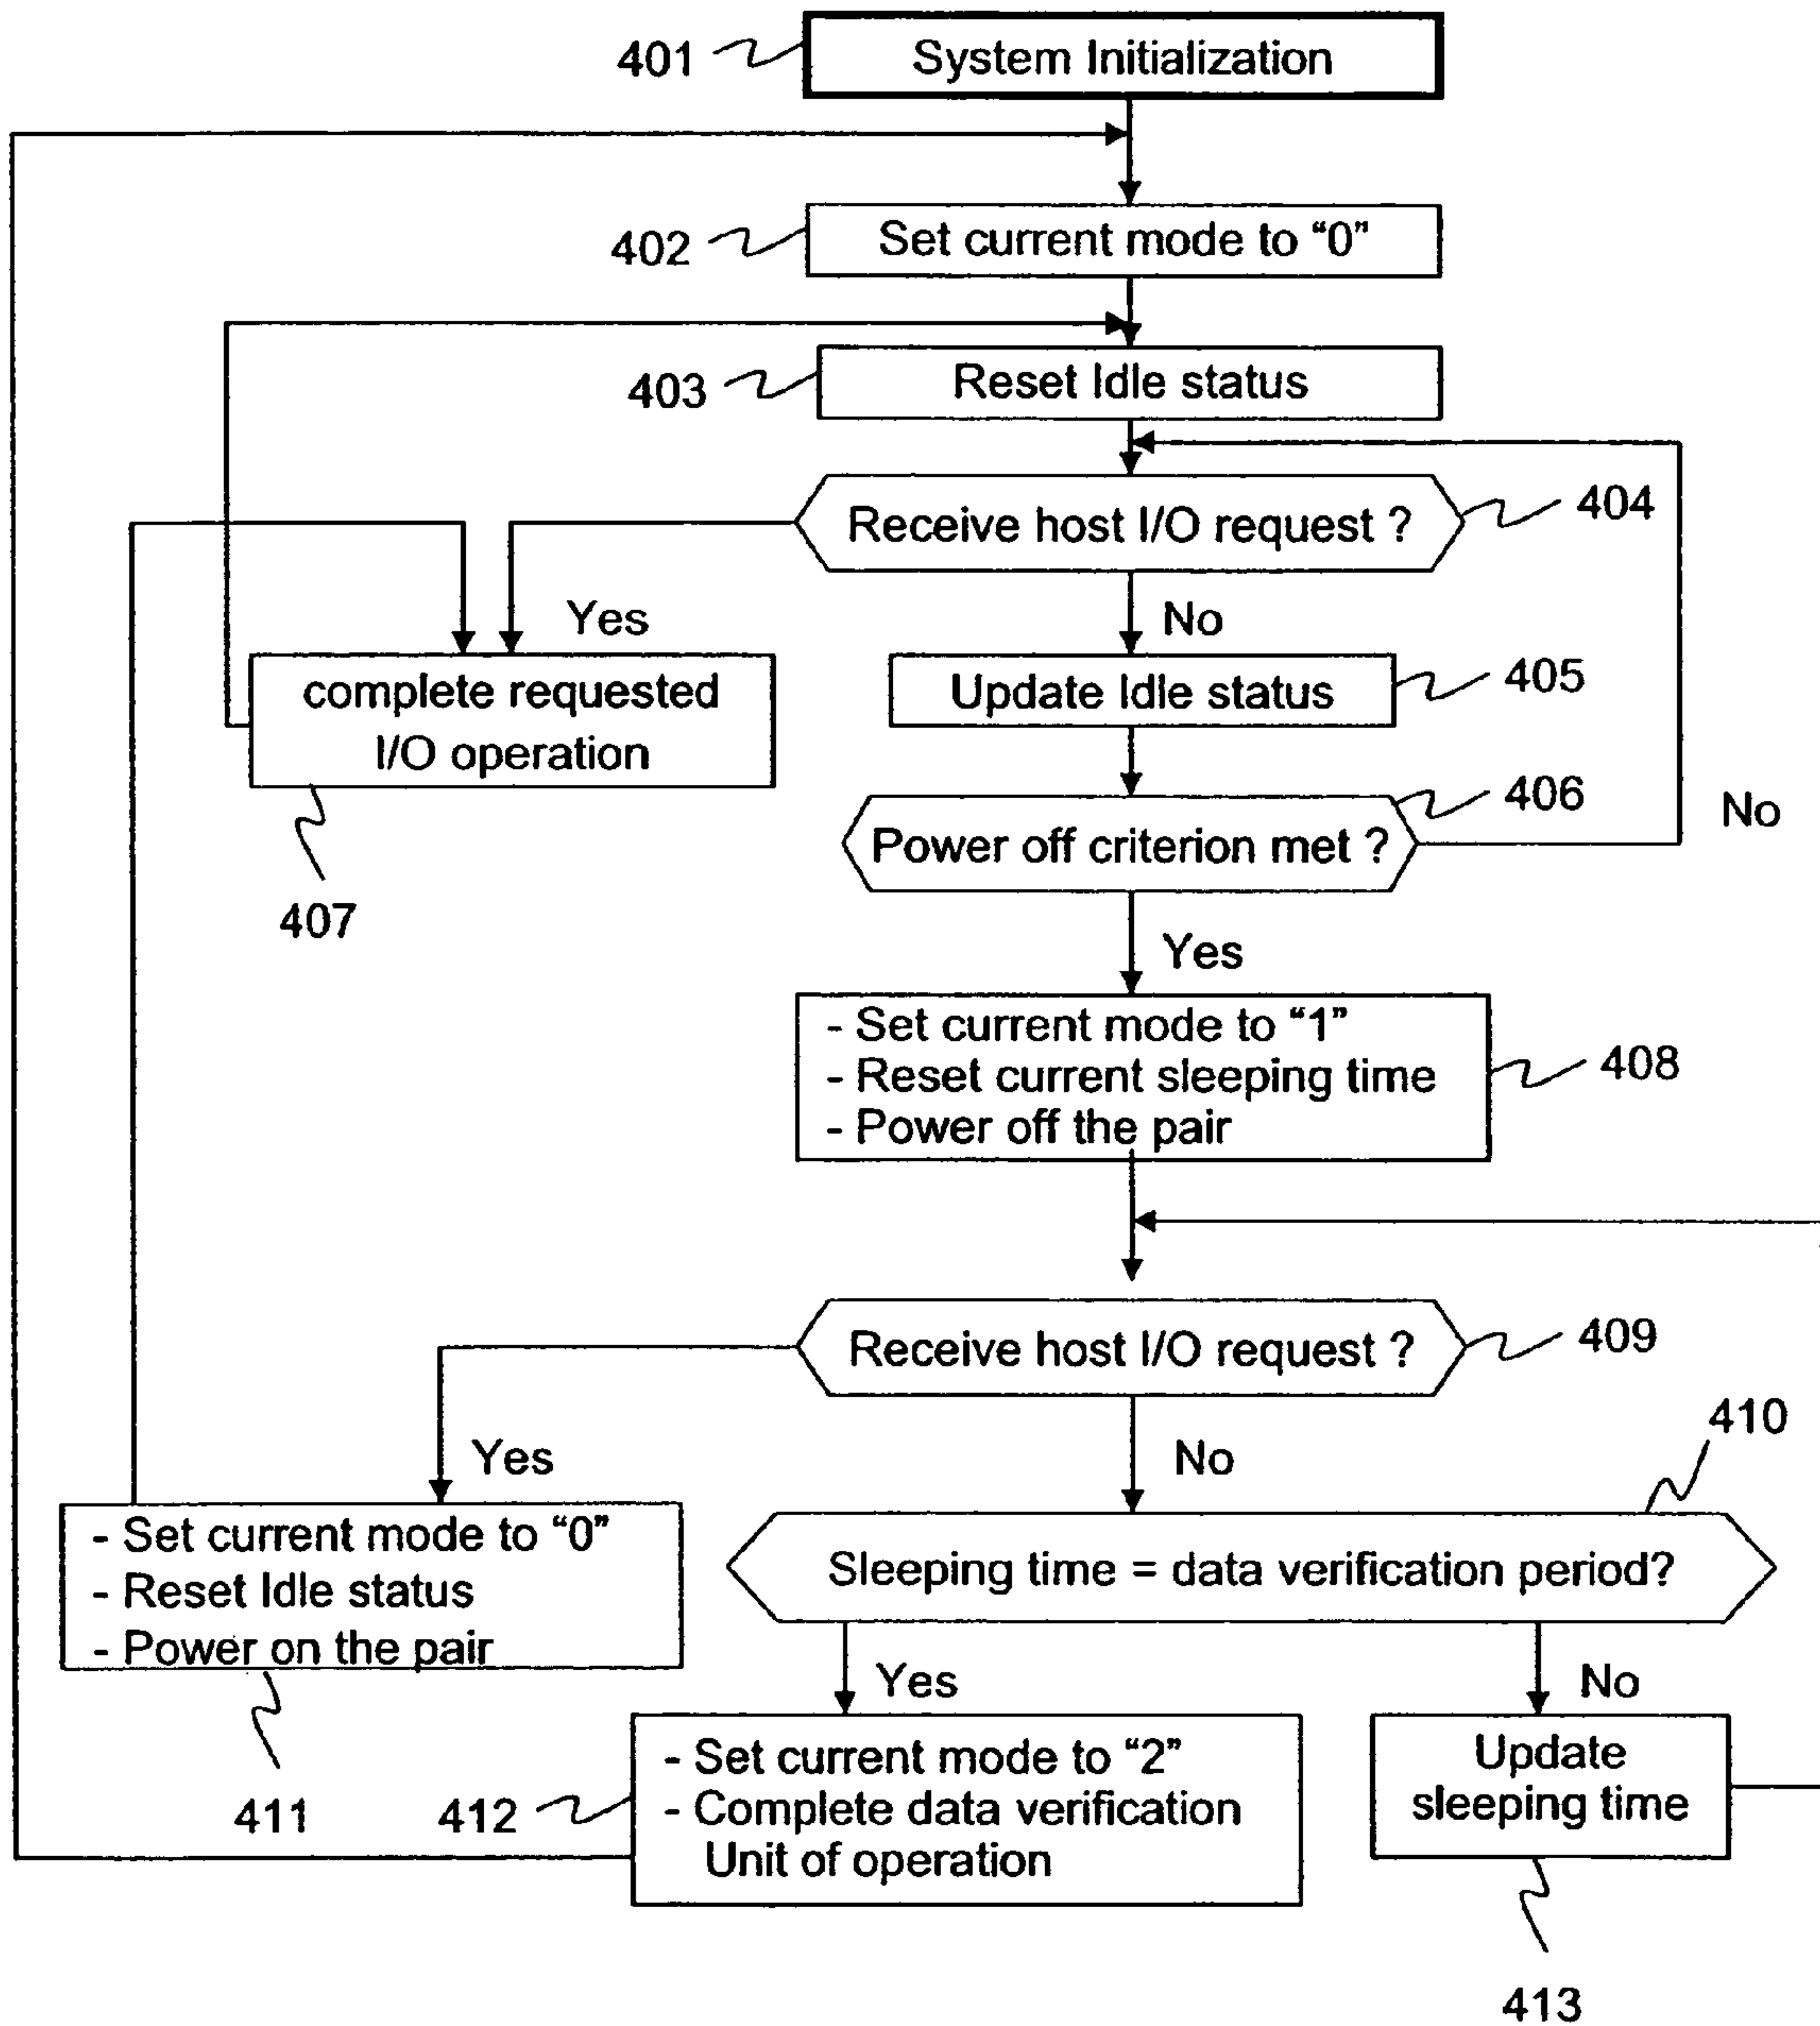 401
System Initialization
402
Set current mode to “0”
403
Reset Idle status
Receive host I/O request ?
404
Yes
No
complete requested
I/O operation
407
Update Idle status
405
Power off criterion met ?
406
No
Yes
- Set current mode to “1”
- Reset current sleeping time
- Power off the pair
408
Receive host I/O request ?
409
Yes
No
410
- Set current mode to “0”
- Reset Idle status
- Power on the pair
411
Sleeping time = data verification period?
Yes
No
412
- Set current mode to “2”
- Complete data verification
Unit of operation
Update
sleeping time
413